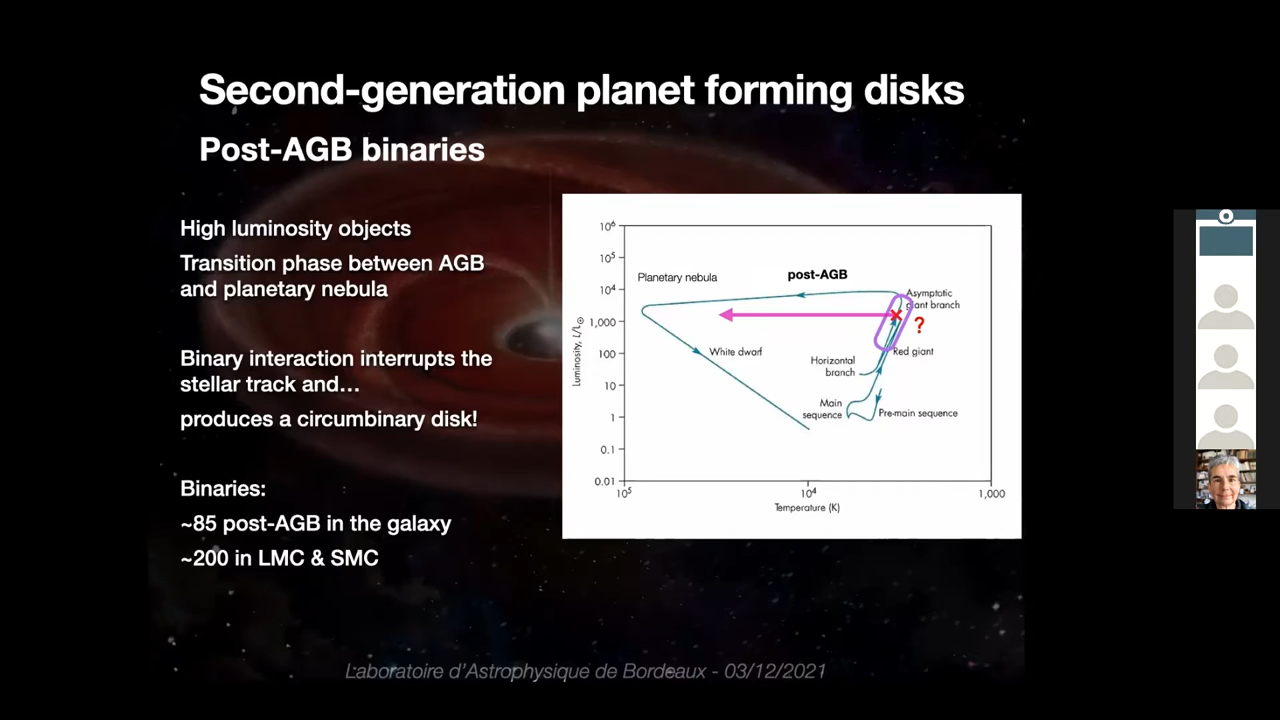 Second-generation planet forming disks
Post-AGB binaries
High luminosity objects
Transition phase between AGB
and planetary nebula
Binary interaction interrupts the
stellar track and…
produces a circumbinary disk!
Binaries:
~85 post-AGB in the galaxy
~200 in LMC & SMC
10⁶
10⁵
10⁴
1,000
100
10
1
0.1
0.01
Luminosity, L/L☉
Planetary nebula
post-AGB
Asymptotic
giant branch
?
White dwarf
Red giant
Horizontal
branch
Main
sequence
Pre-main sequence
10⁵
10⁴
1,000
Temperature (K)
Laboratoire d'Astrophysique de Bordeaux - 03/12/2021